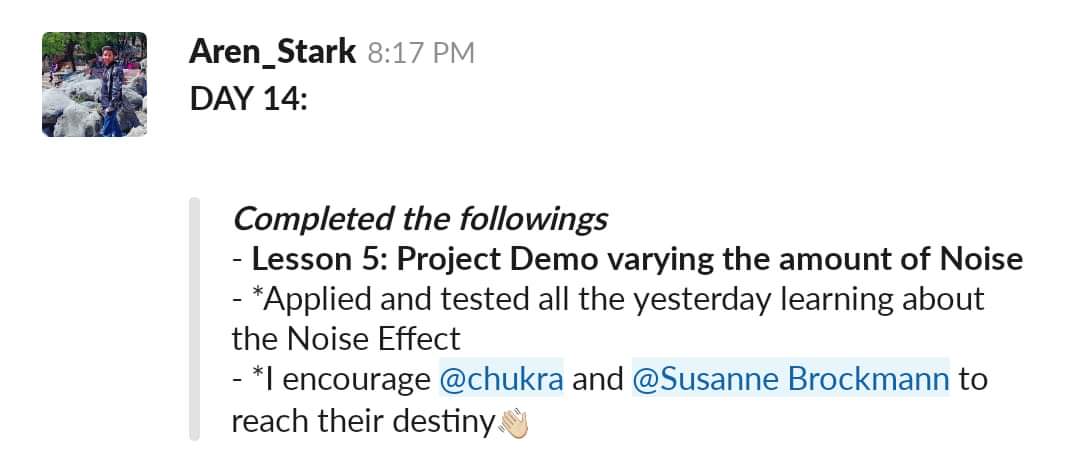 Aren_Stark 8:17 PM
DAY 14:
Completed the followings
- Lesson 5: Project Demo varying the amount of Noise
- *Applied and tested all the yesterday learning about
the Noise Effect
- *I encourage @chukra and @Susanne Brockmann to
reach their destiny👋🏼